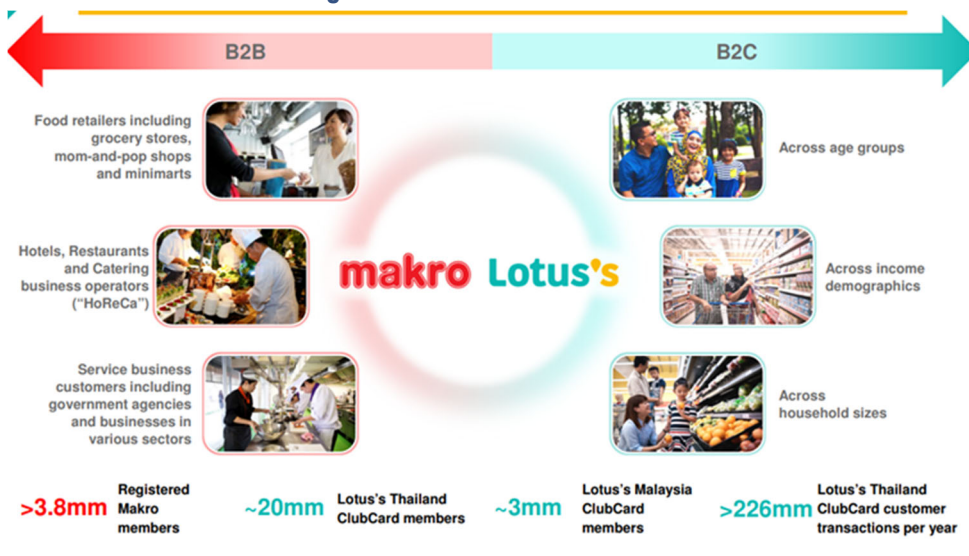 B2B
B2C
Food retailers including
grocery stores,
mom-and-pop shops
and minimarts
Across age groups
Hotels, Restaurants
and Catering
business operators
("HoReCa")
makro Lotus's
Across income
demographics
Service business
customers including
government agencies
and businesses in
various sectors
Across
household sizes
>3.8mm
Registered
Makro
members
~20mm
Lotus's Thailand
ClubCard members
~3mm
Lotus's Malaysia
ClubCard
members
>226mm
Lotus's Thailand
ClubCard customer
transactions per year